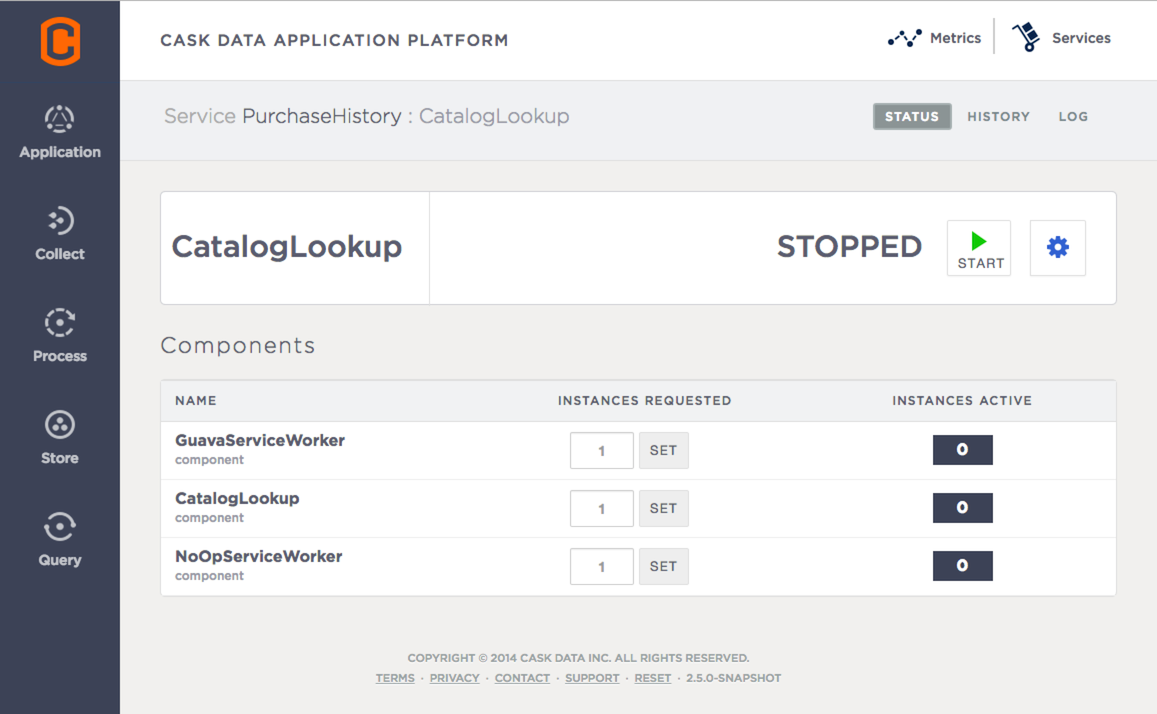 CASK DATA APPLICATION PLATFORM
Metrics
Services
Application
Collect
Process
Store
Query
Service PurchaseHistory : CatalogLookup
STATUS HISTORY LOG
CatalogLookup
STOPPED
START
Components
NAME INSTANCES REQUESTED INSTANCES ACTIVE
GuavaServiceWorker
component
1 SET 0
CatalogLookup
component
1 SET 0
NoOpServiceWorker
component
1 SET 0
COPYRIGHT © 2014 CASK DATA INC. ALL RIGHTS RESERVED.
TERMS · PRIVACY · CONTACT · SUPPORT · RESET · 2.5.0-SNAPSHOT